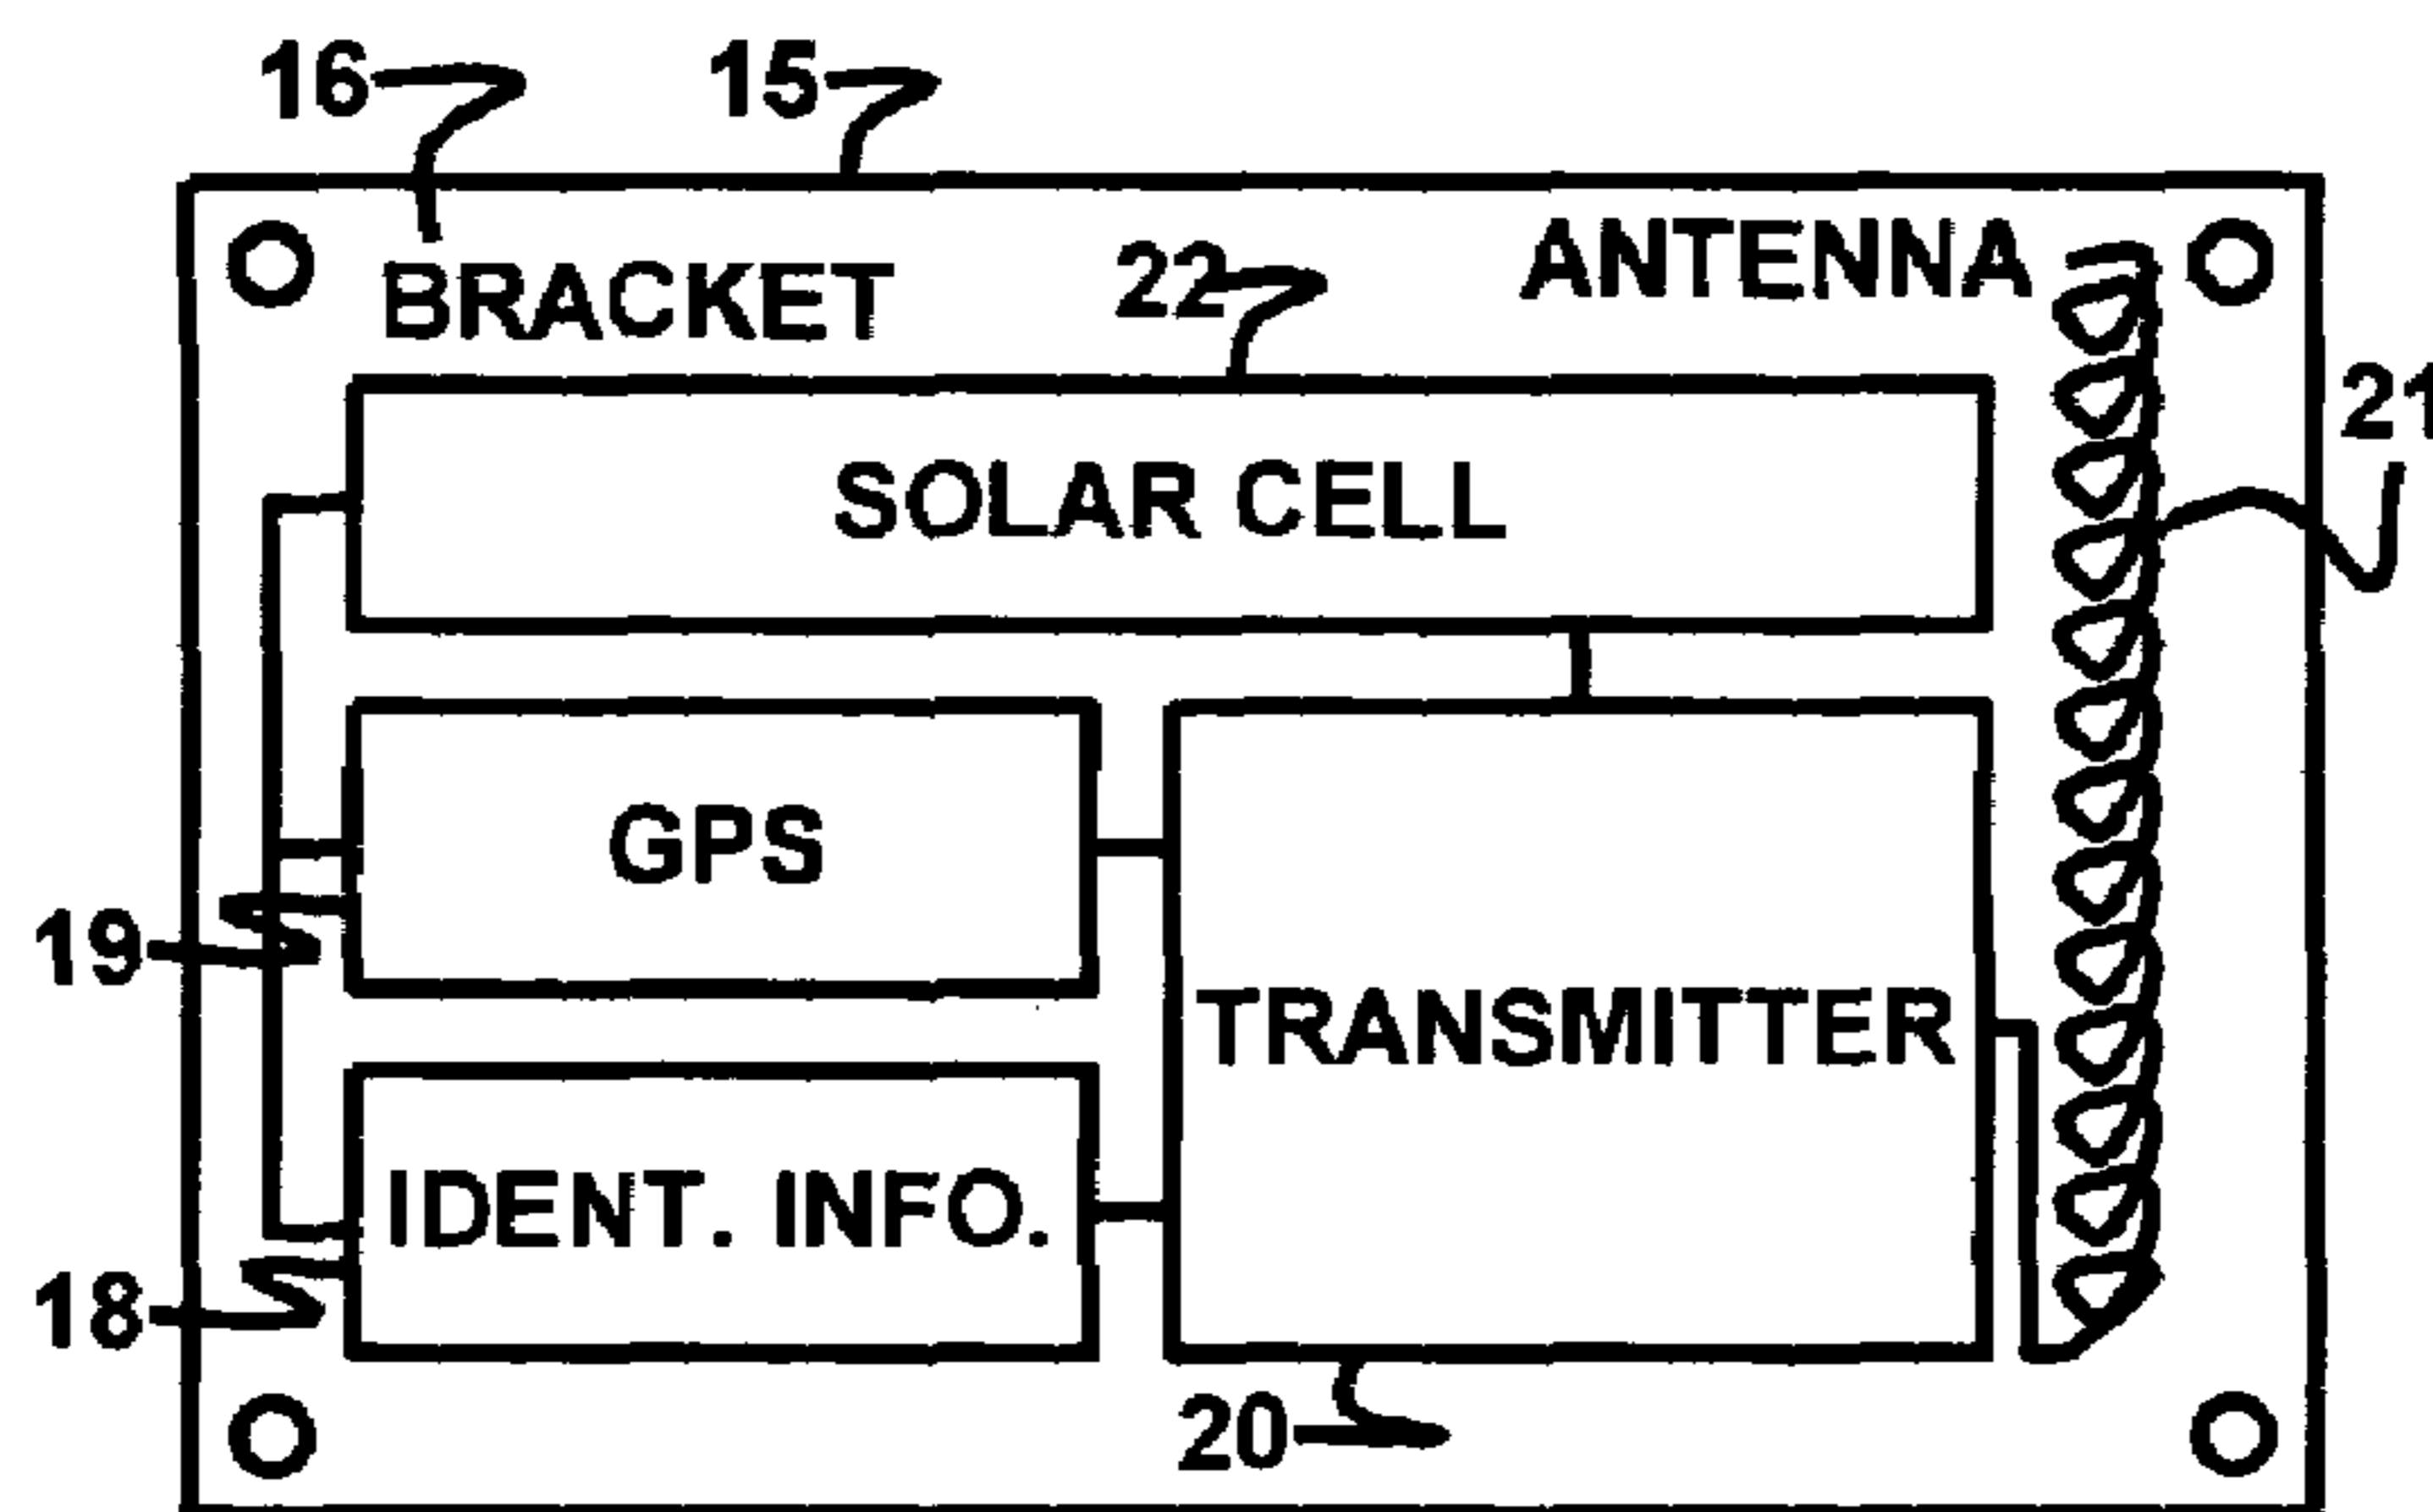 16 15
ANTENNA
BRACKET 22
21
SOLAR CELL
GPS
19
TRANSMITTER
IDENT. INFO.
18
20